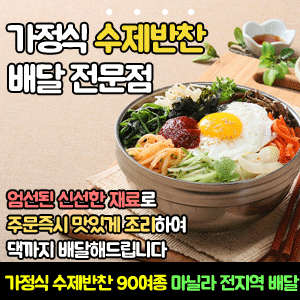 가정식 수제반찬
배달 전문점
엄선된 신선한 재료로
주문즉시 맛있게 조리하여
댁까지 배달해드립니다
가정식 수제반찬 90여종 마닐라 전지역 배달